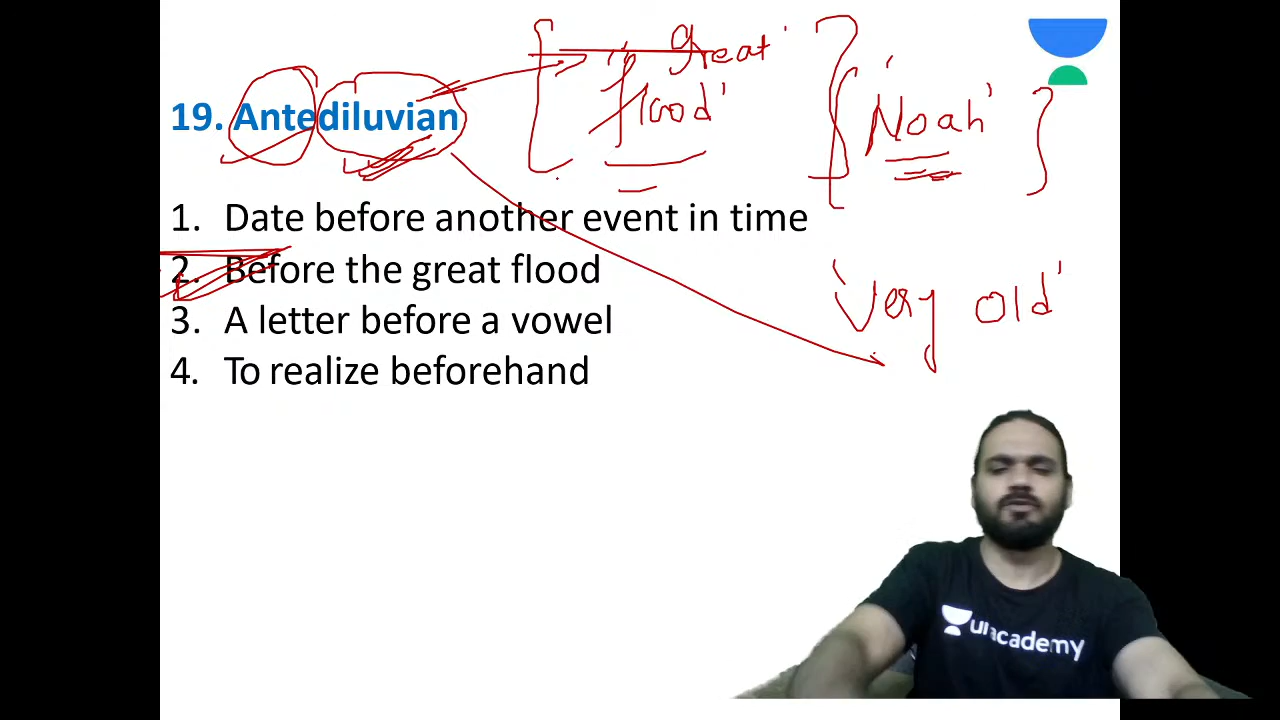 great
19. Antediluvian
'flood'
'Noah'
1. Date before another event in time
2. Before the great flood
'Very old'
3. A letter before a vowel
4. To realize beforehand
unacademy